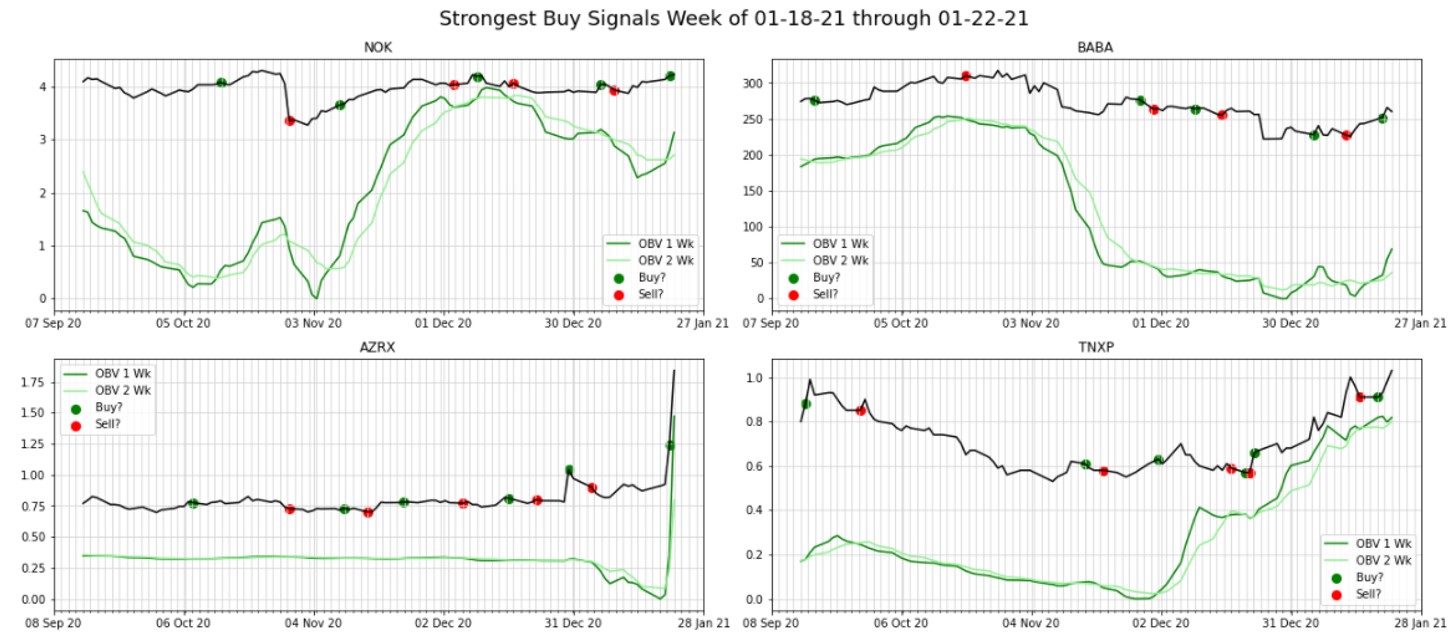 Strongest Buy Signals Week of 01-18-21 through 01-22-21
NOK
4
3
2
1
0
OBV 1 Wk
OBV 2 Wk
Buy?
Sell?
07 Sep 20 05 Oct 20 03 Nov 20 01 Dec 20 30 Dec 20 27 Jan 21
BABA
300
250
200
150
100
50
0
OBV 1 Wk
OBV 2 Wk
Buy?
Sell?
07 Sep 20 05 Oct 20 03 Nov 20 01 Dec 20 30 Dec 20 27 Jan 21
AZRX
OBV 1 Wk
OBV 2 Wk
Buy?
Sell?
1.75
1.50
1.25
1.00
0.75
0.50
0.25
0.00
08 Sep 20 06 Oct 20 04 Nov 20 02 Dec 20 31 Dec 20 28 Jan 21
TNXP
1.0
0.8
0.6
0.4
0.2
0.0
OBV 1 Wk
OBV 2 Wk
Buy?
Sell?
08 Sep 20 06 Oct 20 04 Nov 20 02 Dec 20 31 Dec 20 28 Jan 21